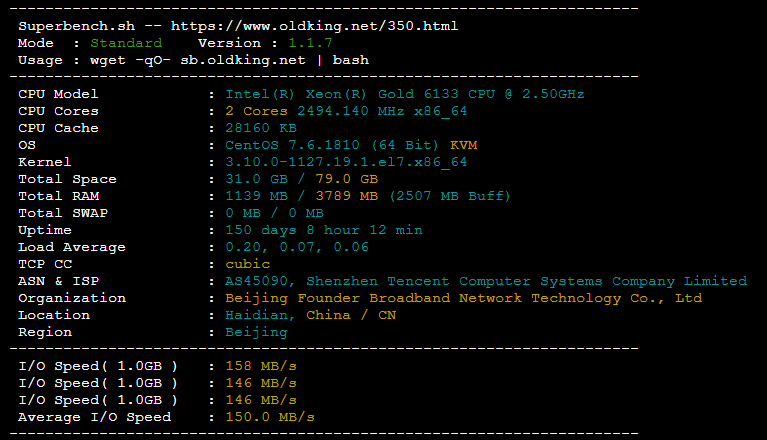 ----------------------------------------------------------------------
Superbench.sh -- https://www.oldking.net/350.html
Mode  : Standard    Version : 1.1.7
Usage : wget -qO- sb.oldking.net | bash
----------------------------------------------------------------------
CPU Model            : Intel(R) Xeon(R) Gold 6133 CPU @ 2.50GHz
CPU Cores            : 2 Cores 2494.140 MHz x86_64
CPU Cache            : 28160 KB
OS                   : CentOS 7.6.1810 (64 Bit) KVM
Kernel               : 3.10.0-1127.19.1.el7.x86_64
Total Space          : 31.0 GB / 79.0 GB
Total RAM            : 1139 MB / 3789 MB (2507 MB Buff)
Total SWAP           : 0 MB / 0 MB
Uptime               : 150 days 8 hour 12 min
Load Average         : 0.20, 0.07, 0.06
TCP CC               : cubic
ASN & ISP            : AS45090, Shenzhen Tencent Computer Systems Company Limited
Organization         : Beijing Founder Broadband Network Technology Co., Ltd
Location             : Haidian, China / CN
Region               : Beijing
----------------------------------------------------------------------
I/O Speed( 1.0GB )   : 158 MB/s
I/O Speed( 1.0GB )   : 146 MB/s
I/O Speed( 1.0GB )   : 146 MB/s
Average I/O Speed    : 150.0 MB/s
----------------------------------------------------------------------